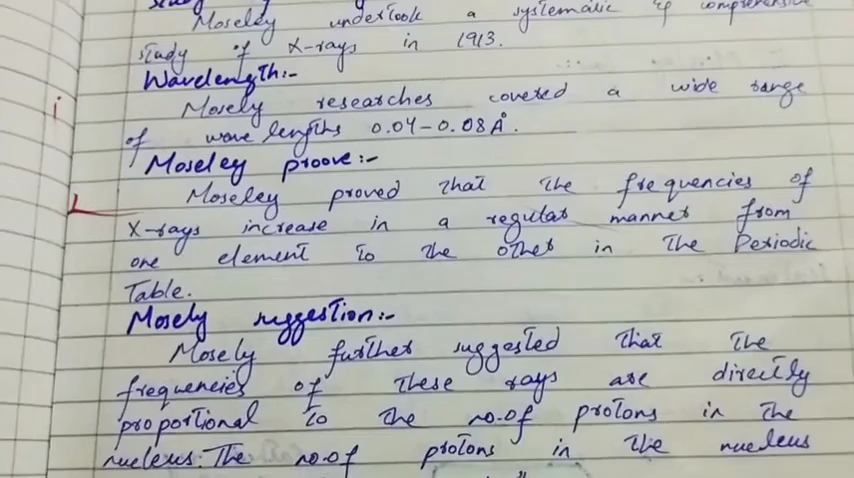 Moseley undertook a systematic & comprehensive
study of X-rays in 1913.
Wavelength:-
Mosely researches covered a wide range
of wave lengths 0.04-0.08 Å.
Moseley proove:-
Moseley proved that the frequencies of
X-rays increase in a regular manner from
one element to the other in the Periodic
Table.
Mosely suggestion:-
Mosely further suggested that the
frequencies of these rays are directly
proportional to the no.of protons in the
nucleus. The no.of protons in the nucleus